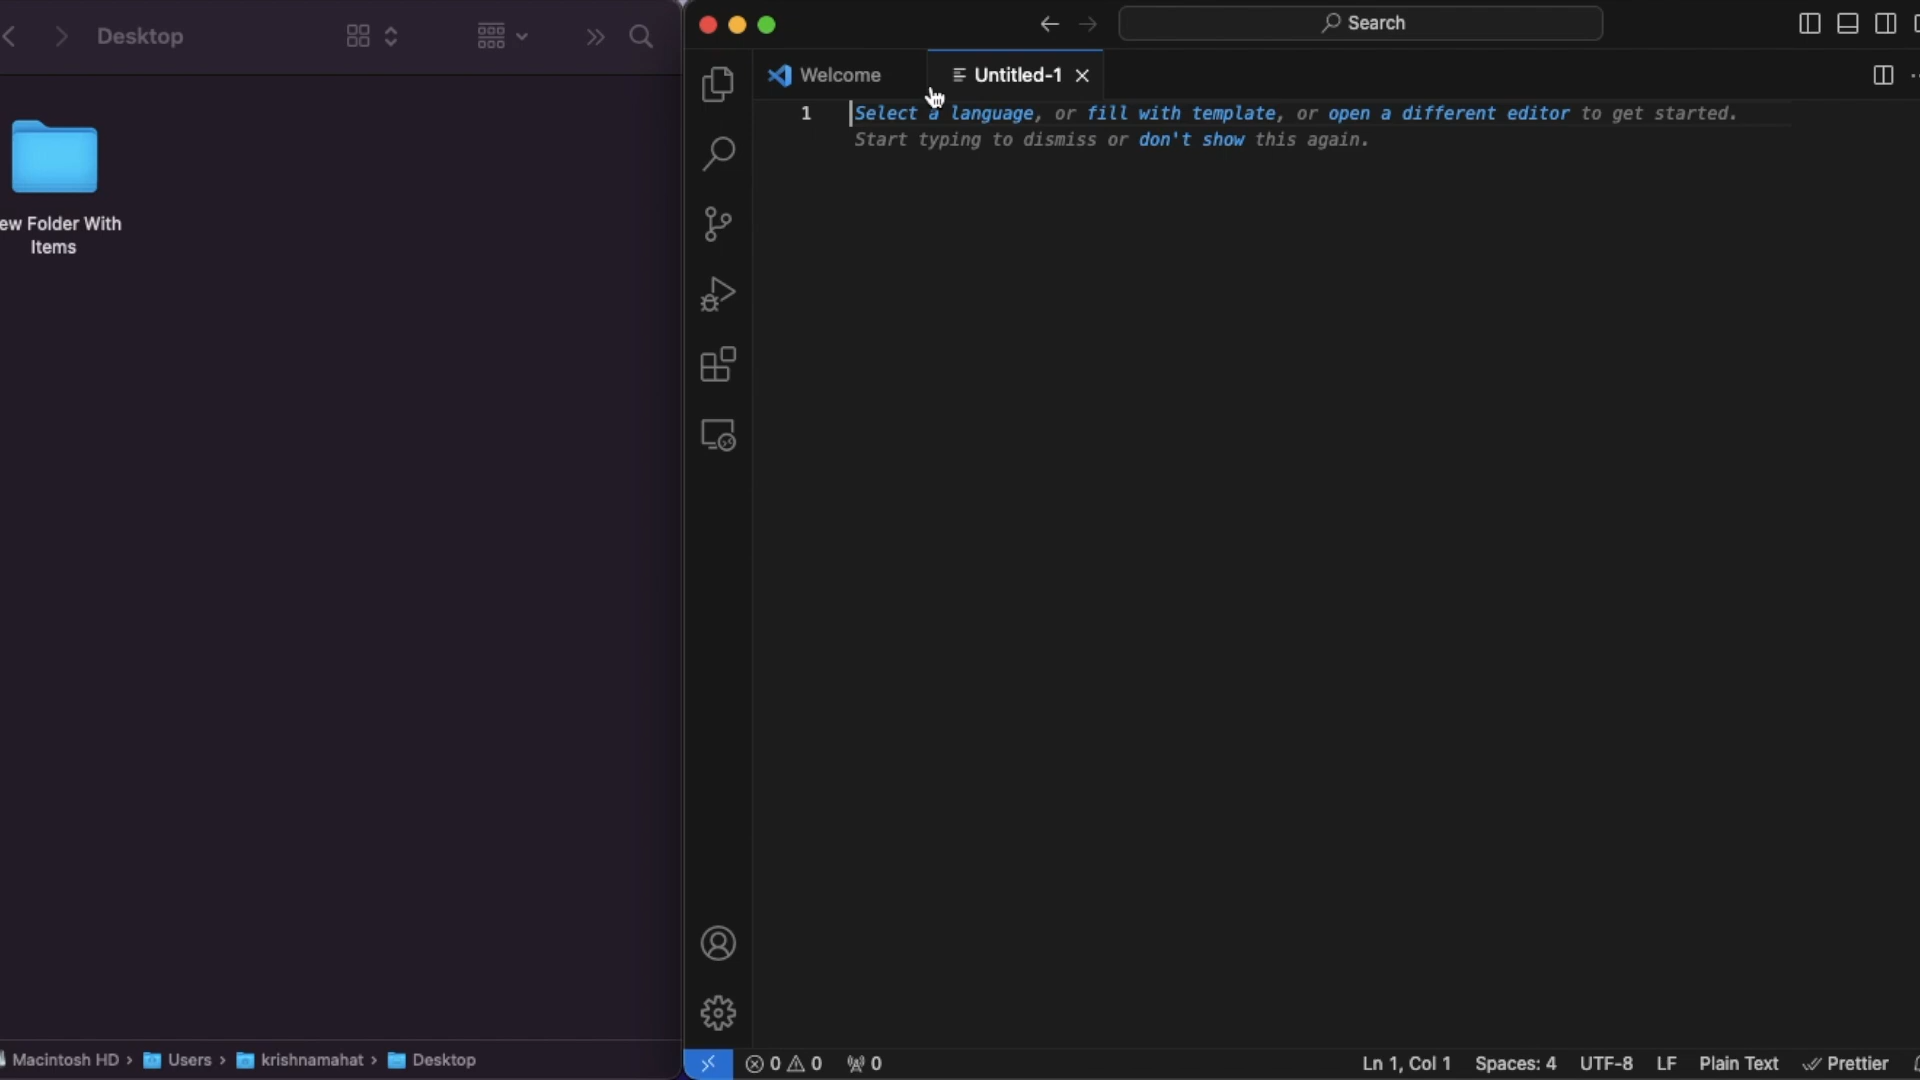 Desktop
ew Folder With
Items
Macintosh HD › Users › krishnamahat › Desktop
Search
Welcome
Untitled-1
1
Select a language, or fill with template, or open a different editor to get started.
Start typing to dismiss or don't show this again.
0 0 0
Ln 1, Col 1 Spaces: 4 UTF-8 LF Plain Text Prettier